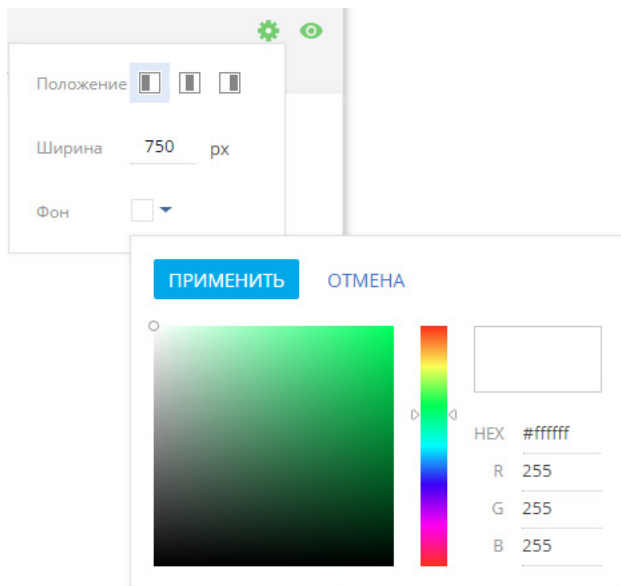 Положение
Ширина 750 px
Фон
ПРИМЕНИТЬ ОТМЕНА
HEX #ffffff
R 255
G 255
B 255